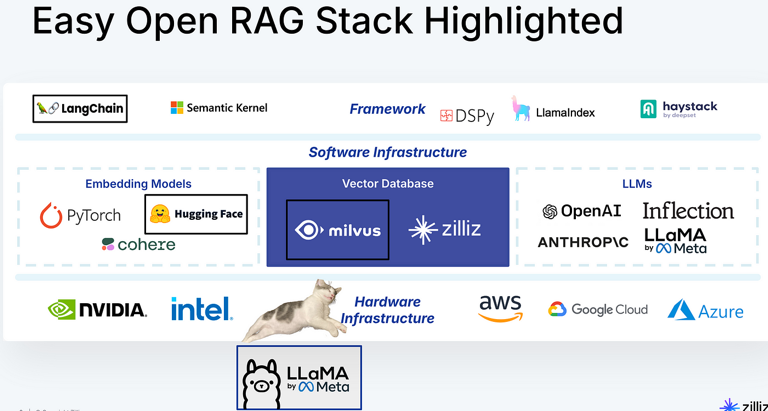 Easy Open RAG Stack Highlighted
LangChain
Semantic Kernel
Framework
DSPy
LlamaIndex
haystack
by deepset
Software Infrastructure
Embedding Models
PyTorch
Hugging Face
cohere
Vector Database
milvus
zilliz
LLMs
OpenAI
Inflection
ANTHROP\C
LLaMA
by Meta
NVIDIA.
intel.
Hardware
Infrastructure
aws
Google Cloud
Azure
LLaMA
by Meta
zilliz